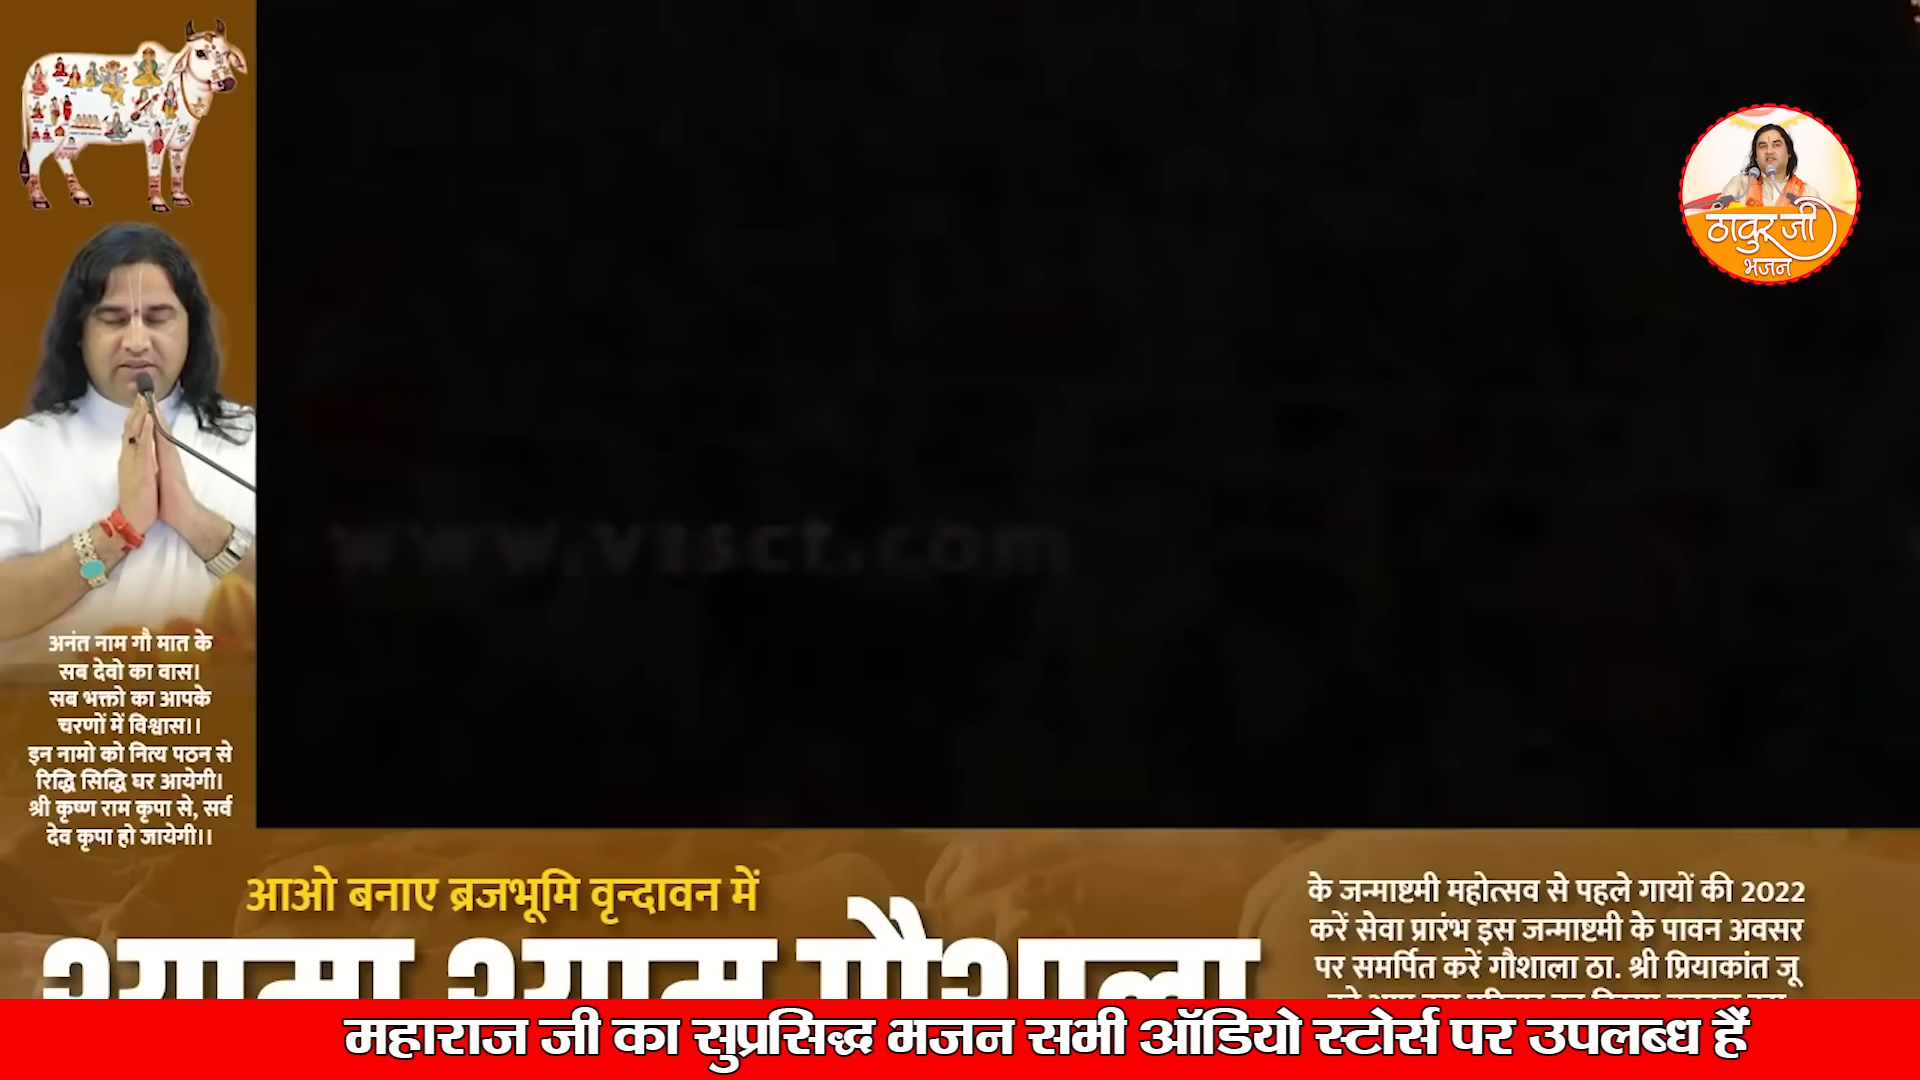 ठाकुर जी
भजन
www.vssct.com
अनंत नाम गौ मात के
सब देवो का वास।
सब भक्तो का आपके
चरणों में विश्वास।।
इन नामो को नित्य पठन से
रिद्धि सिद्धि घर आयेगी।
श्री कृष्ण राम कृपा से, सर्व
देव कृपा हो जायेगी।।
आओ बनाए ब्रजभूमि वृन्दावन में
श्यामा श्याम गौशाला
के जन्माष्टमी महोत्सव से पहले गायों की 2022
करें सेवा प्रारंभ इस जन्माष्टमी के पावन अवसर
पर समर्पित करें गौशाला ठा. श्री प्रियाकांत जू
महाराज जी का सुप्रसिद्ध भजन सभी ऑडियो स्टोर्स पर उपलब्ध हैं